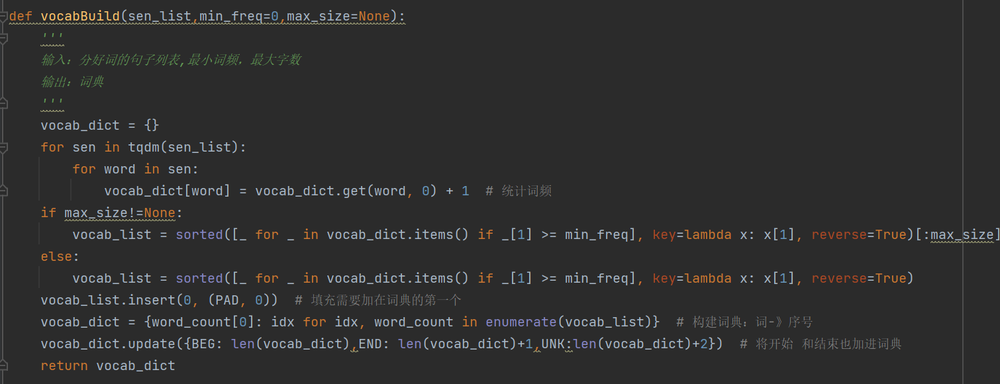 def vocabBuild(sen_list,min_freq=0,max_size=None):
    '''
    输入：分好词的句子列表,最小词频，最大字数
    输出：词典
    '''
    vocab_dict = {}
    for sen in tqdm(sen_list):
        for word in sen:
            vocab_dict[word] = vocab_dict.get(word, 0) + 1  # 统计词频
    if max_size!=None:
        vocab_list = sorted([_ for _ in vocab_dict.items() if _[1] >= min_freq], key=lambda x: x[1], reverse=True)[:max_size]
    else:
        vocab_list = sorted([_ for _ in vocab_dict.items() if _[1] >= min_freq], key=lambda x: x[1], reverse=True)
    vocab_list.insert(0, (PAD, 0))  # 填充需要加在词典的第一个
    vocab_dict = {word_count[0]: idx for idx, word_count in enumerate(vocab_list)}  # 构建词典：词-》序号
    vocab_dict.update({BEG: len(vocab_dict),END: len(vocab_dict)+1,UNK:len(vocab_dict)+2})  # 将开始 和结束也加进词典
    return vocab_dict